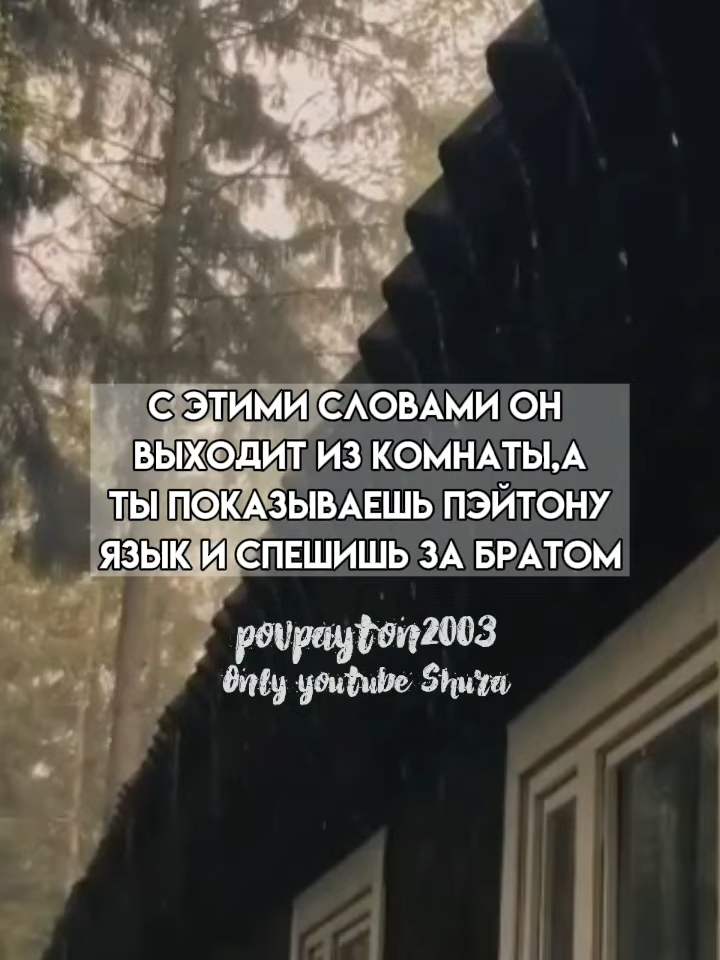 С ЭТИМИ СЛОВАМИ ОН
ВЫХОДИТ ИЗ КОМНАТЫ,А
ТЫ ПОКАЗЫВАЕШЬ ПЭЙТОНУ
ЯЗЫК И СПЕШИШЬ ЗА БРАТОМ
povpayton2003
Only youtube Shura